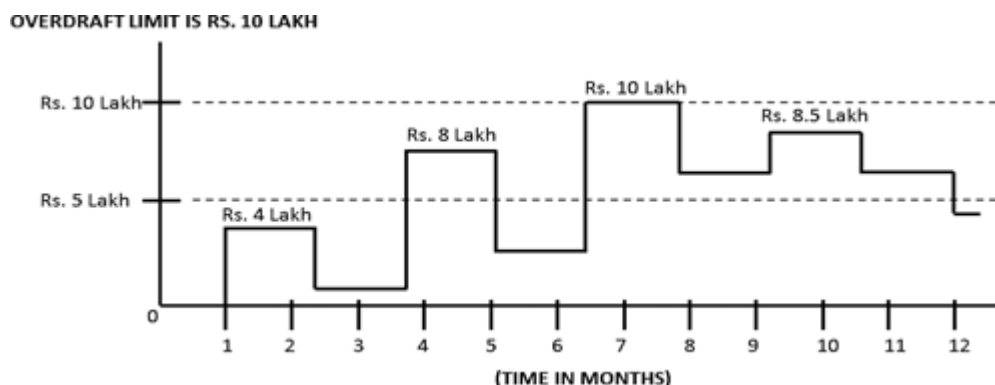 OVERDRAFT LIMIT IS RS. 10 LAKH
Rs. 10 Lakh
Rs. 10 Lakh
Rs. 8.5 Lakh
Rs. 8 Lakh
Rs. 5 Lakh
Rs. 4 Lakh
0
1 2 3 4 5 6 7 8 9 10 11 12
(TIME IN MONTHS)